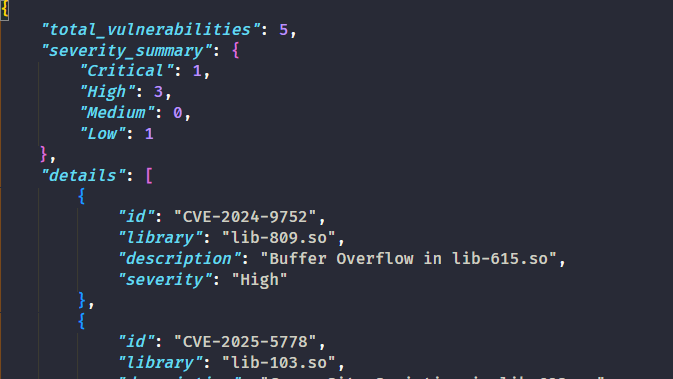 {
    "total_vulnerabilities": 5,
    "severity_summary": {
        "Critical": 1,
        "High": 3,
        "Medium": 0,
        "Low": 1
    },
    "details": [
        {
            "id": "CVE-2024-9752",
            "library": "lib-809.so",
            "description": "Buffer Overflow in lib-615.so",
            "severity": "High"
        },
        {
            "id": "CVE-2025-5778",
            "library": "lib-103.so",